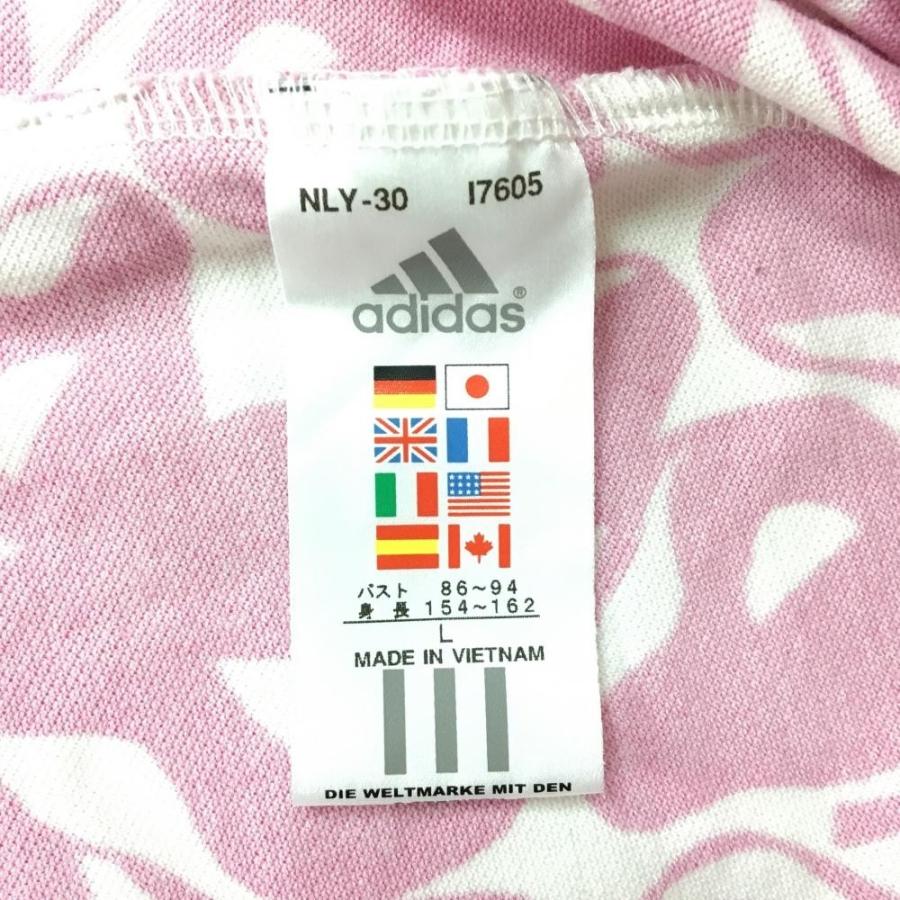 NLY-30 I7605
adidas®
バスト 86〜94
身長 154〜162
L
MADE IN VIETNAM
DIE WELTMARKE MIT DEN